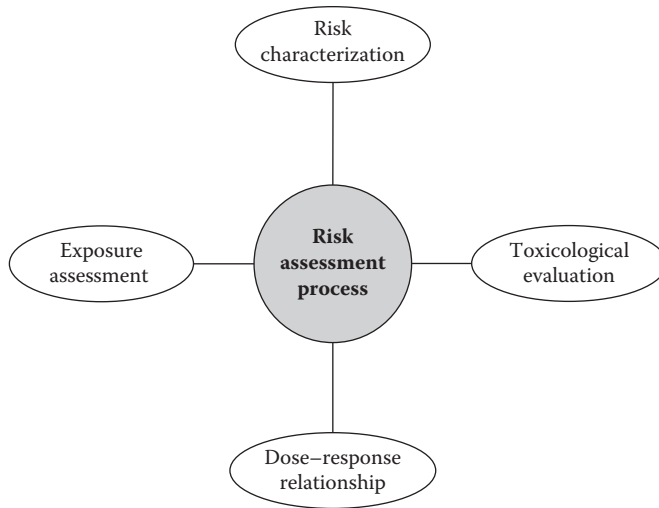 Risk
characterization
Exposure
assessment
Risk
assessment
process
Toxicological
evaluation
Dose–response
relationship